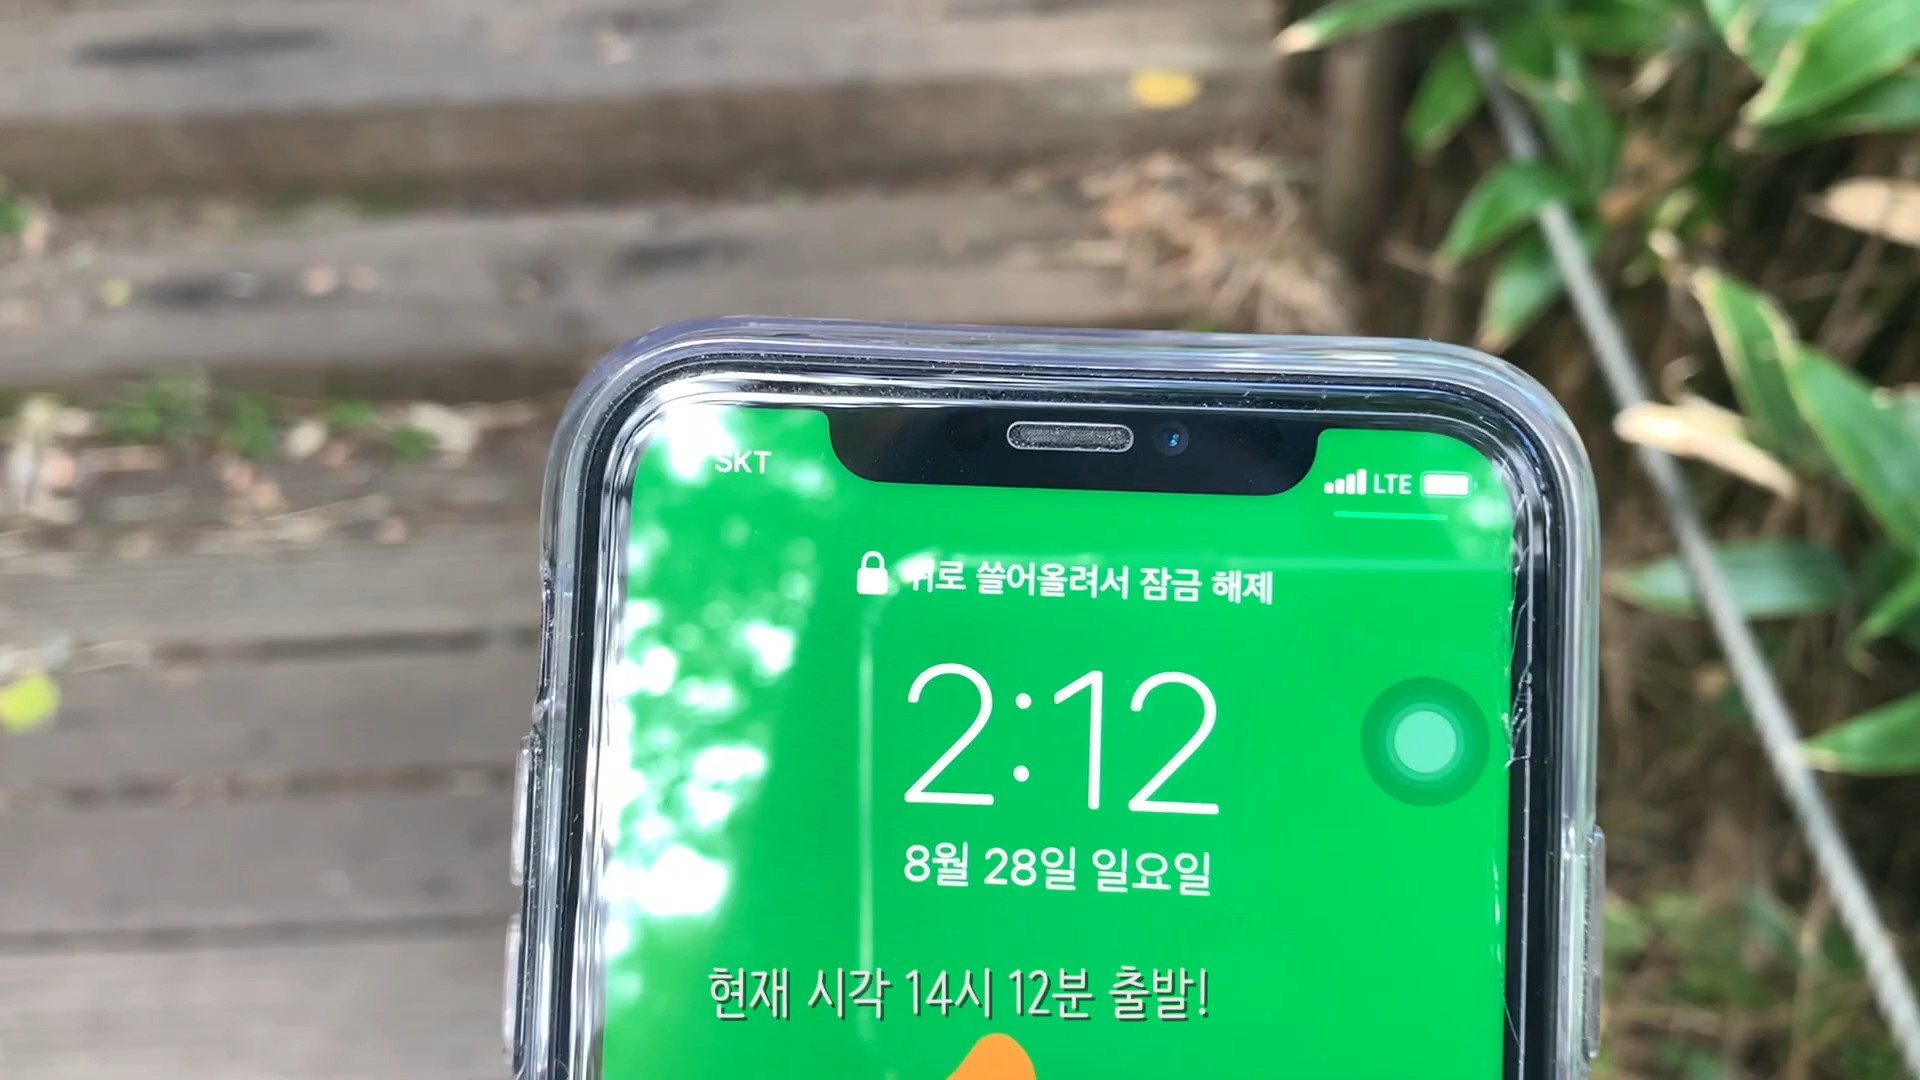 SKT
LTE
위로 쓸어올려서 잠금 해제
2:12
8월 28일 일요일
현재 시각 14시 12분 출발!